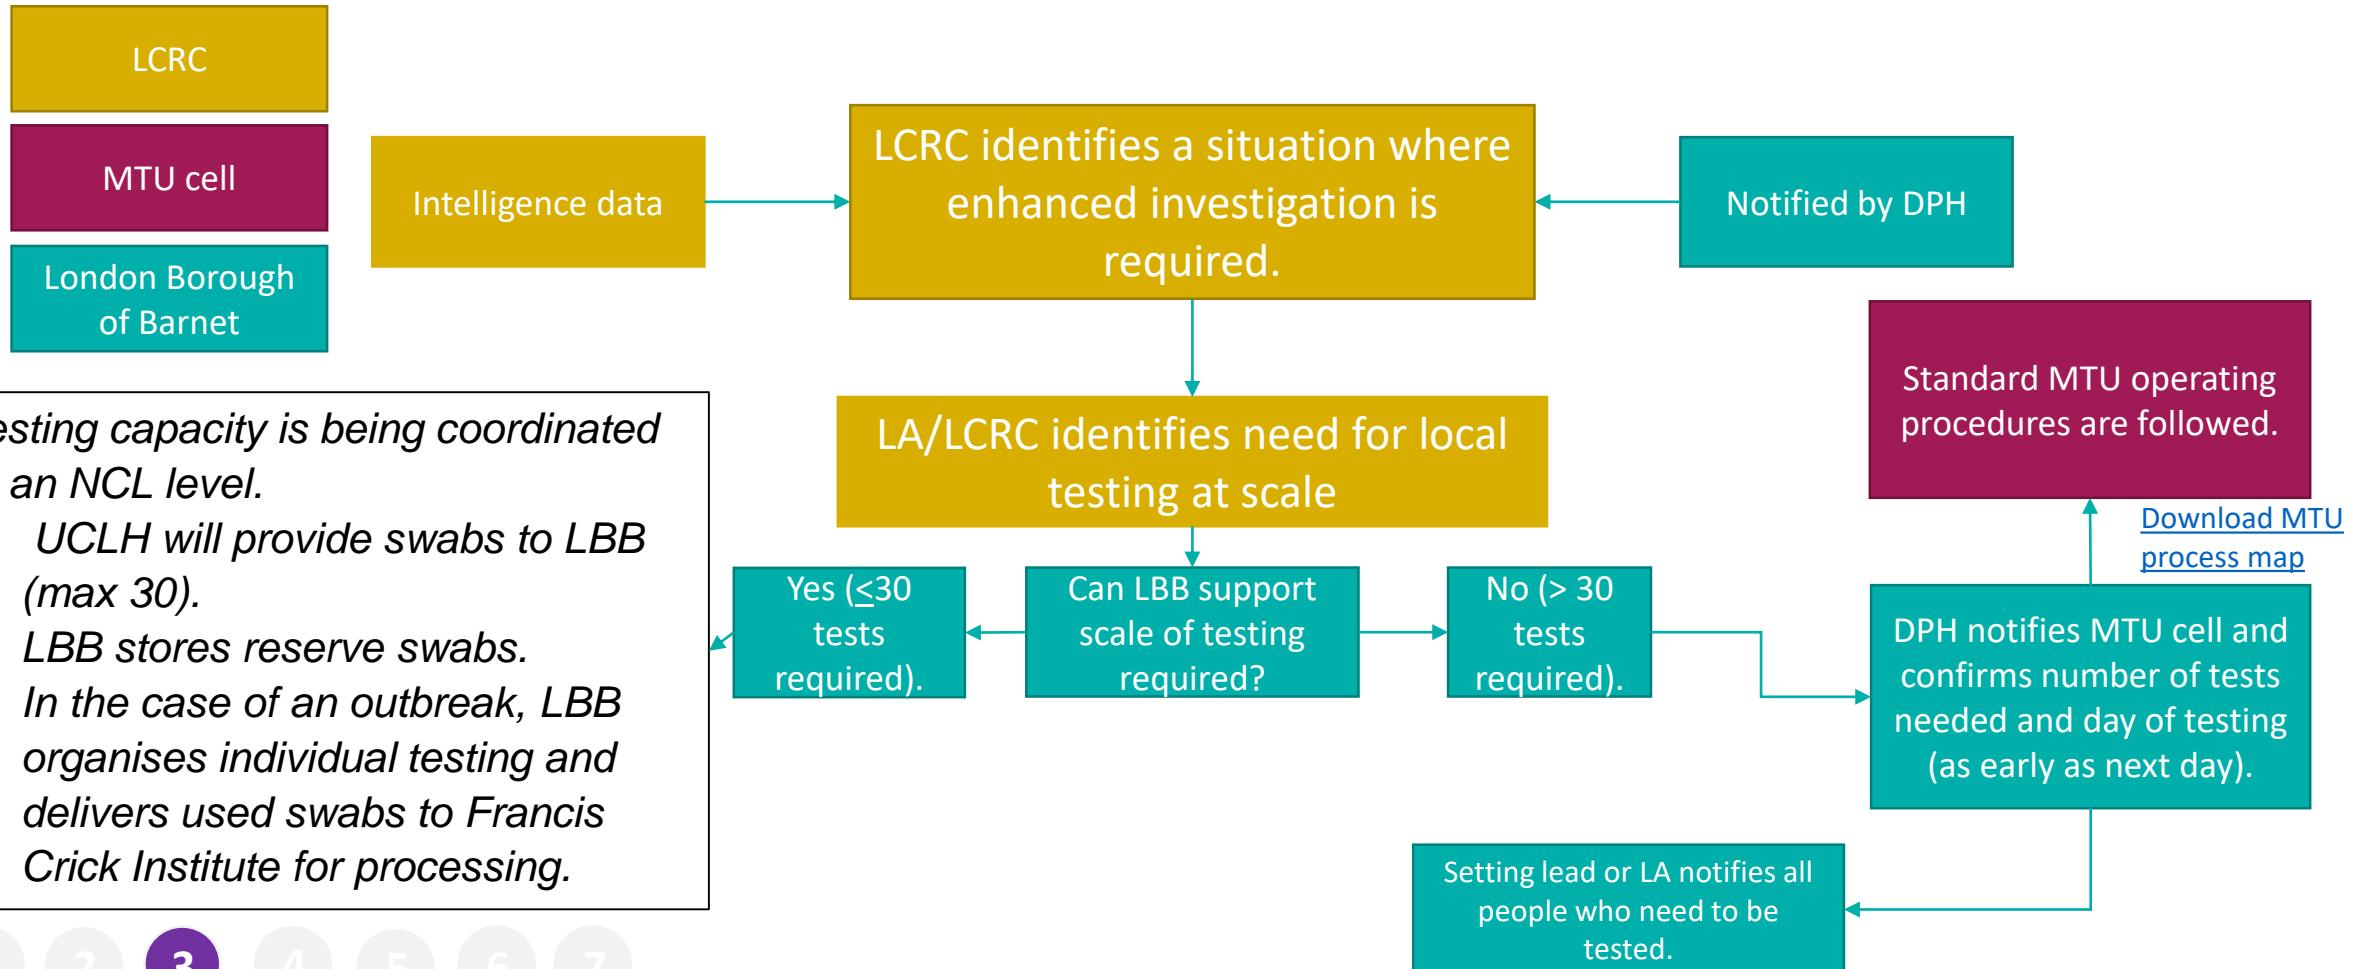 LCRC
MTU cell
London Borough
of Barnet
Intelligence data
LCRC identifies a situation where
enhanced investigation is
required.
Notified by DPH
LA/LCRC identifies need for local
testing at scale
Standard MTU operating
procedures are followed.
Download MTU
process map
esting capacity is being coordinated
an NCL level.
UCLH will provide swabs to LBB
(max 30).
LBB stores reserve swabs.
In the case of an outbreak, LBB
organises individual testing and
delivers used swabs to Francis
Crick Institute for processing.
Yes (≤30
tests
required).
Can LBB support
scale of testing
required?
No (> 30
tests
required).
DPH notifies MTU cell and
confirms number of tests
needed and day of testing
(as early as next day).
Setting lead or LA notifies all
people who need to be
tested.
2 3 4 5 6 7